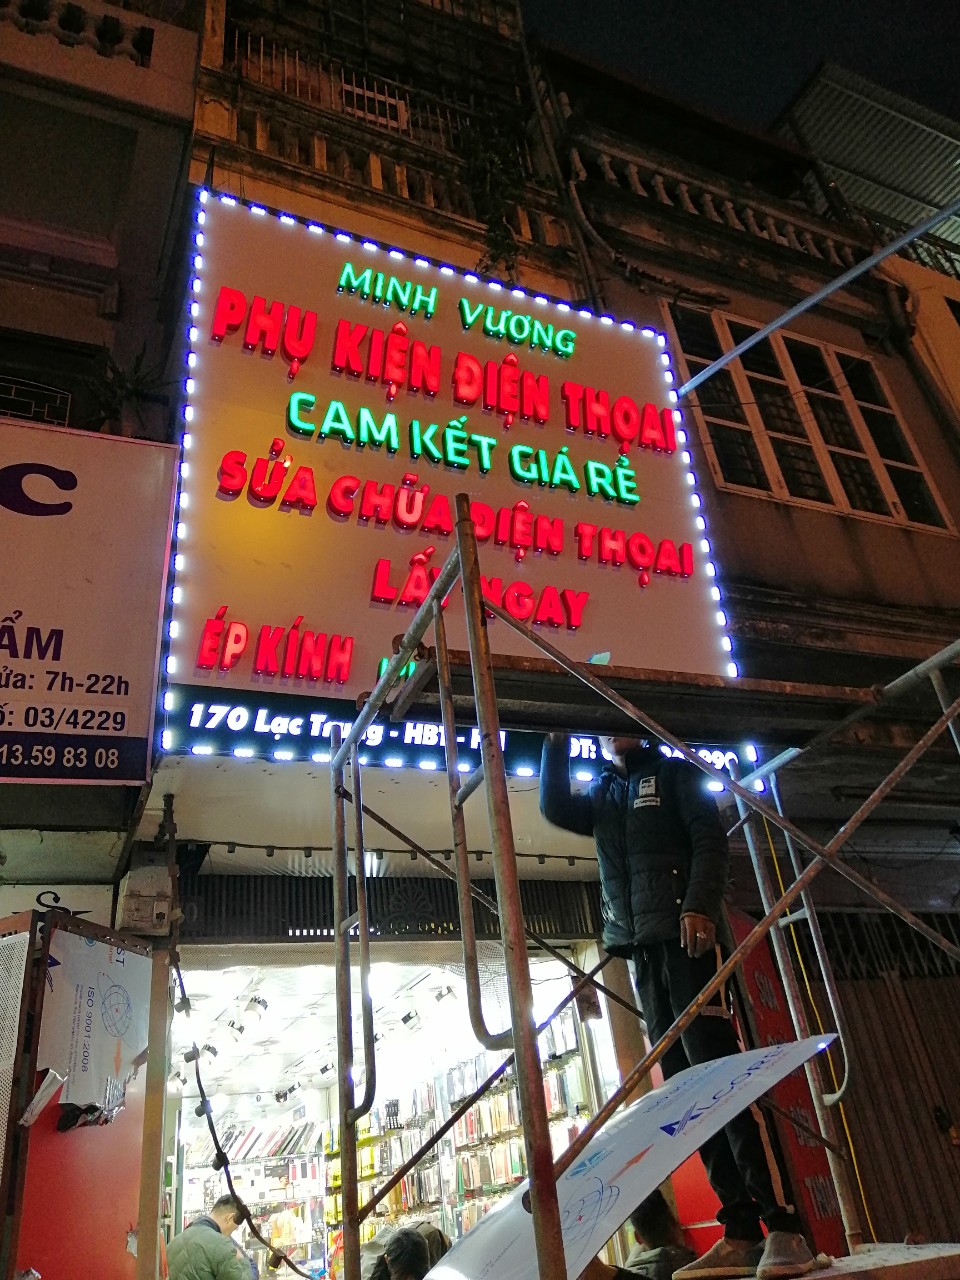 MINH VƯƠNG
PHỤ KIỆN ĐIỆN THOẠI
CAM KẾT GIÁ RẺ
SỬA CHỮA ĐIỆN THOẠI
LẤY NGAY
ÉP KÍNH
170 Lạc Trung - HBT - HN ĐT:
C
ẨM
ửa: 7h-22h
ố: 03/4229
13.59 83 08
ISO 9001:2008
ALCOREST